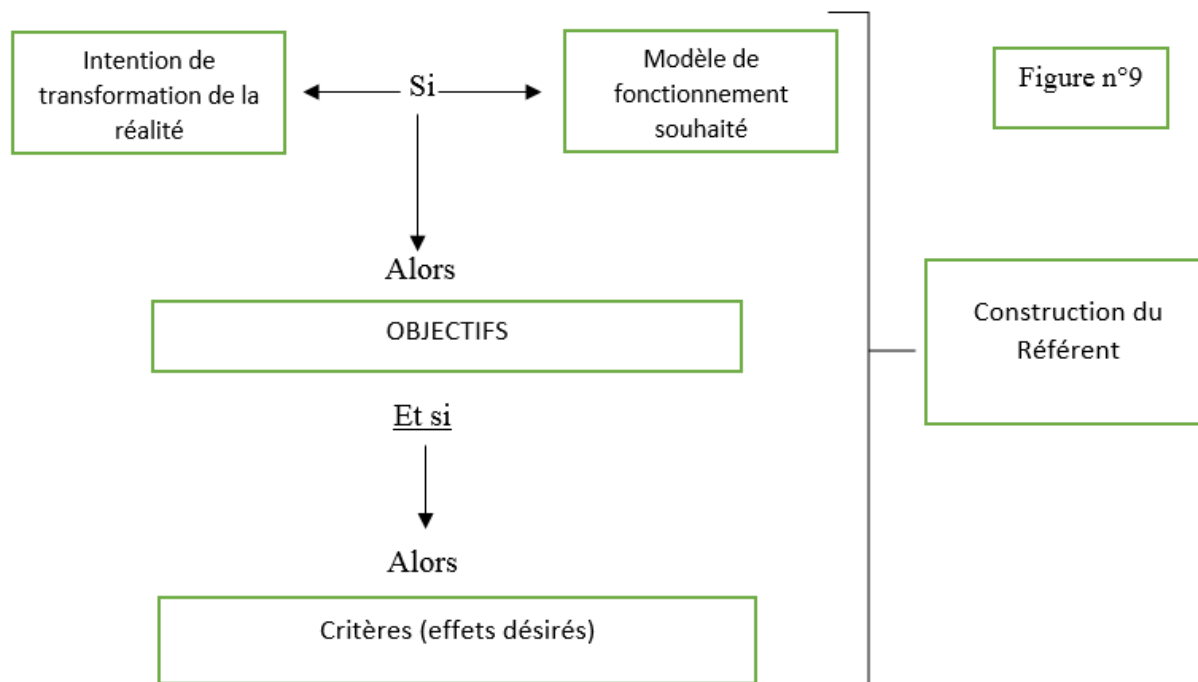 Intention de
transformation de la
réalité
Si
Modèle de
fonctionnement
souhaité
Figure n°9
Alors
OBJECTIFS
Construction du
Référent
Et si
Alors
Critères (effets désirés)